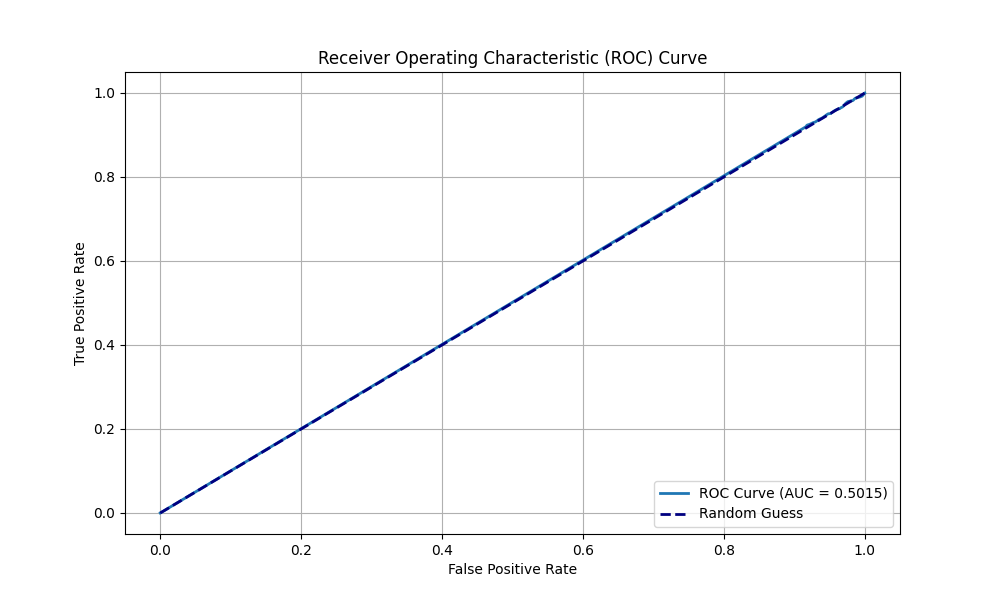 Receiver Operating Characteristic (ROC) Curve
True Positive Rate
1.0
0.8
0.6
0.4
0.2
0.0
ROC Curve (AUC = 0.5015)
Random Guess
0.0 0.2 0.4 0.6 0.8 1.0
False Positive Rate